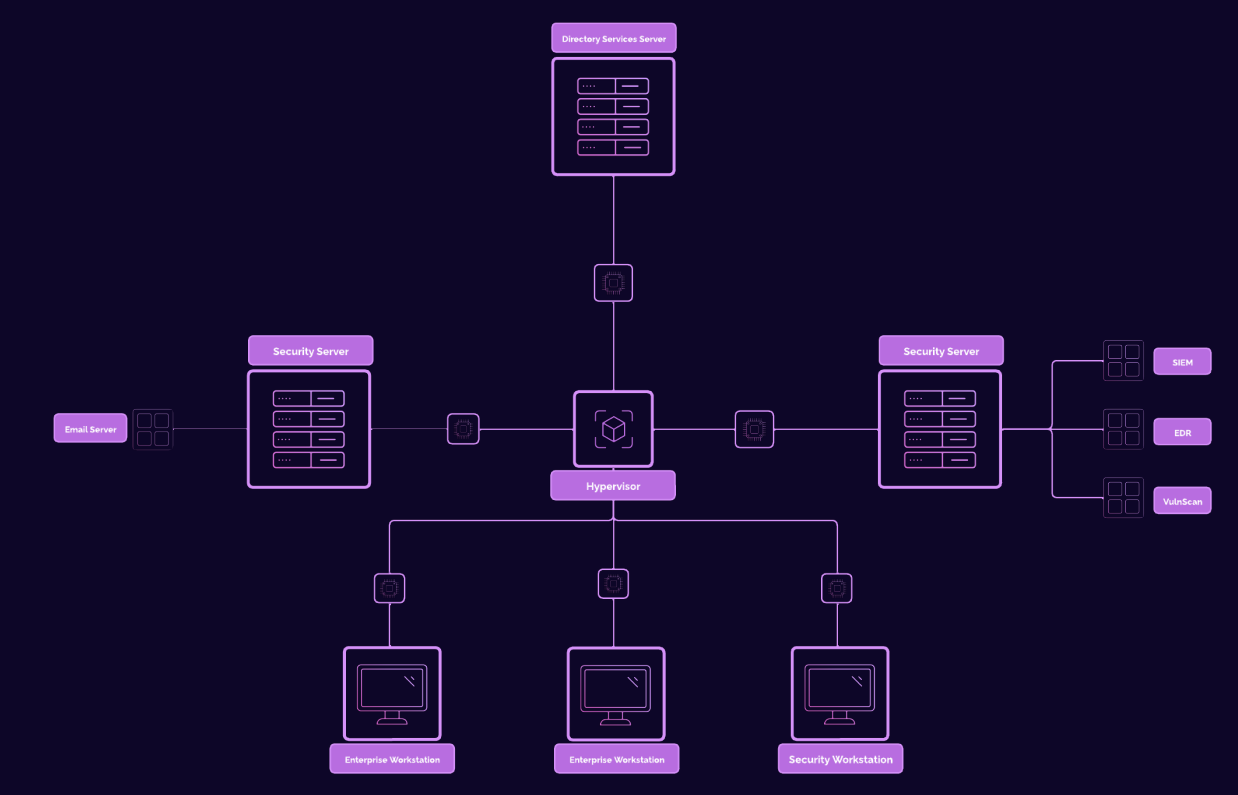 Directory Services Server
Security Server
Security Server
SIEM
Email Server
EDR
Hypervisor
VulnScan
Enterprise Workstation
Enterprise Workstation
Security Workstation